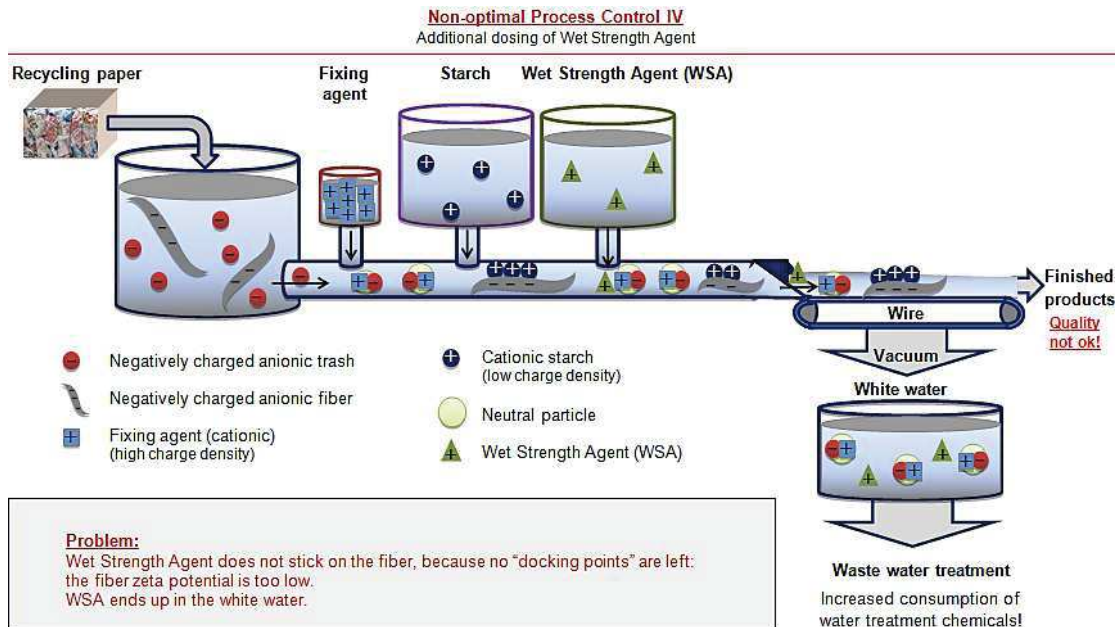 Non-optimal Process Control IV
Additional dosing of Wet Strength Agent
Recycling paper
Fixing
agent
Starch
Wet Strength Agent (WSA)
Finished
products
Quality
not ok!
Wire
Vacuum
White water
Negatively charged anionic trash
Negatively charged anionic fiber
Fixing agent (cationic)
(high charge density)
Cationic starch
(low charge density)
Neutral particle
Wet Strength Agent (WSA)
Problem:
Wet Strength Agent does not stick on the fiber, because no “docking points” are left:
the fiber zeta potential is too low.
WSA ends up in the white water.
Waste water treatment
Increased consumption of
water treatment chemicals!